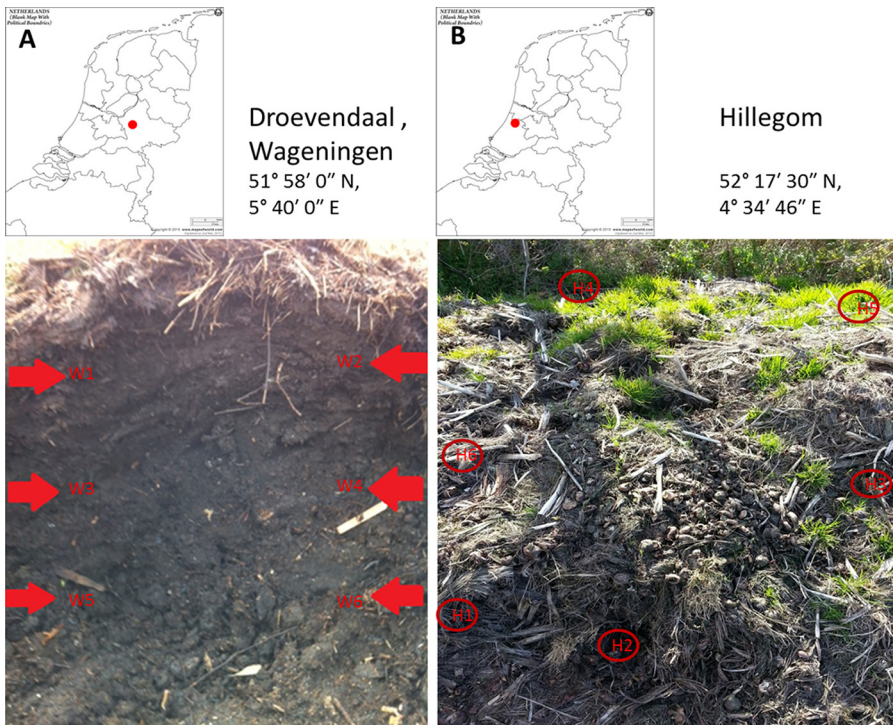 NETHERLANDS
(Blank Map With
Political Boundries)
A
Droevendaal ,
Wageningen
51° 58′ 0″ N,
5° 40′ 0″ E
NETHERLANDS
(Blank Map With
Political Boundries)
B
Hillegom
52° 17′ 30″ N,
4° 34′ 46″ E
W1
W2
W3
W4
W5
W6
H4
H5
H6
H3
H1
H2